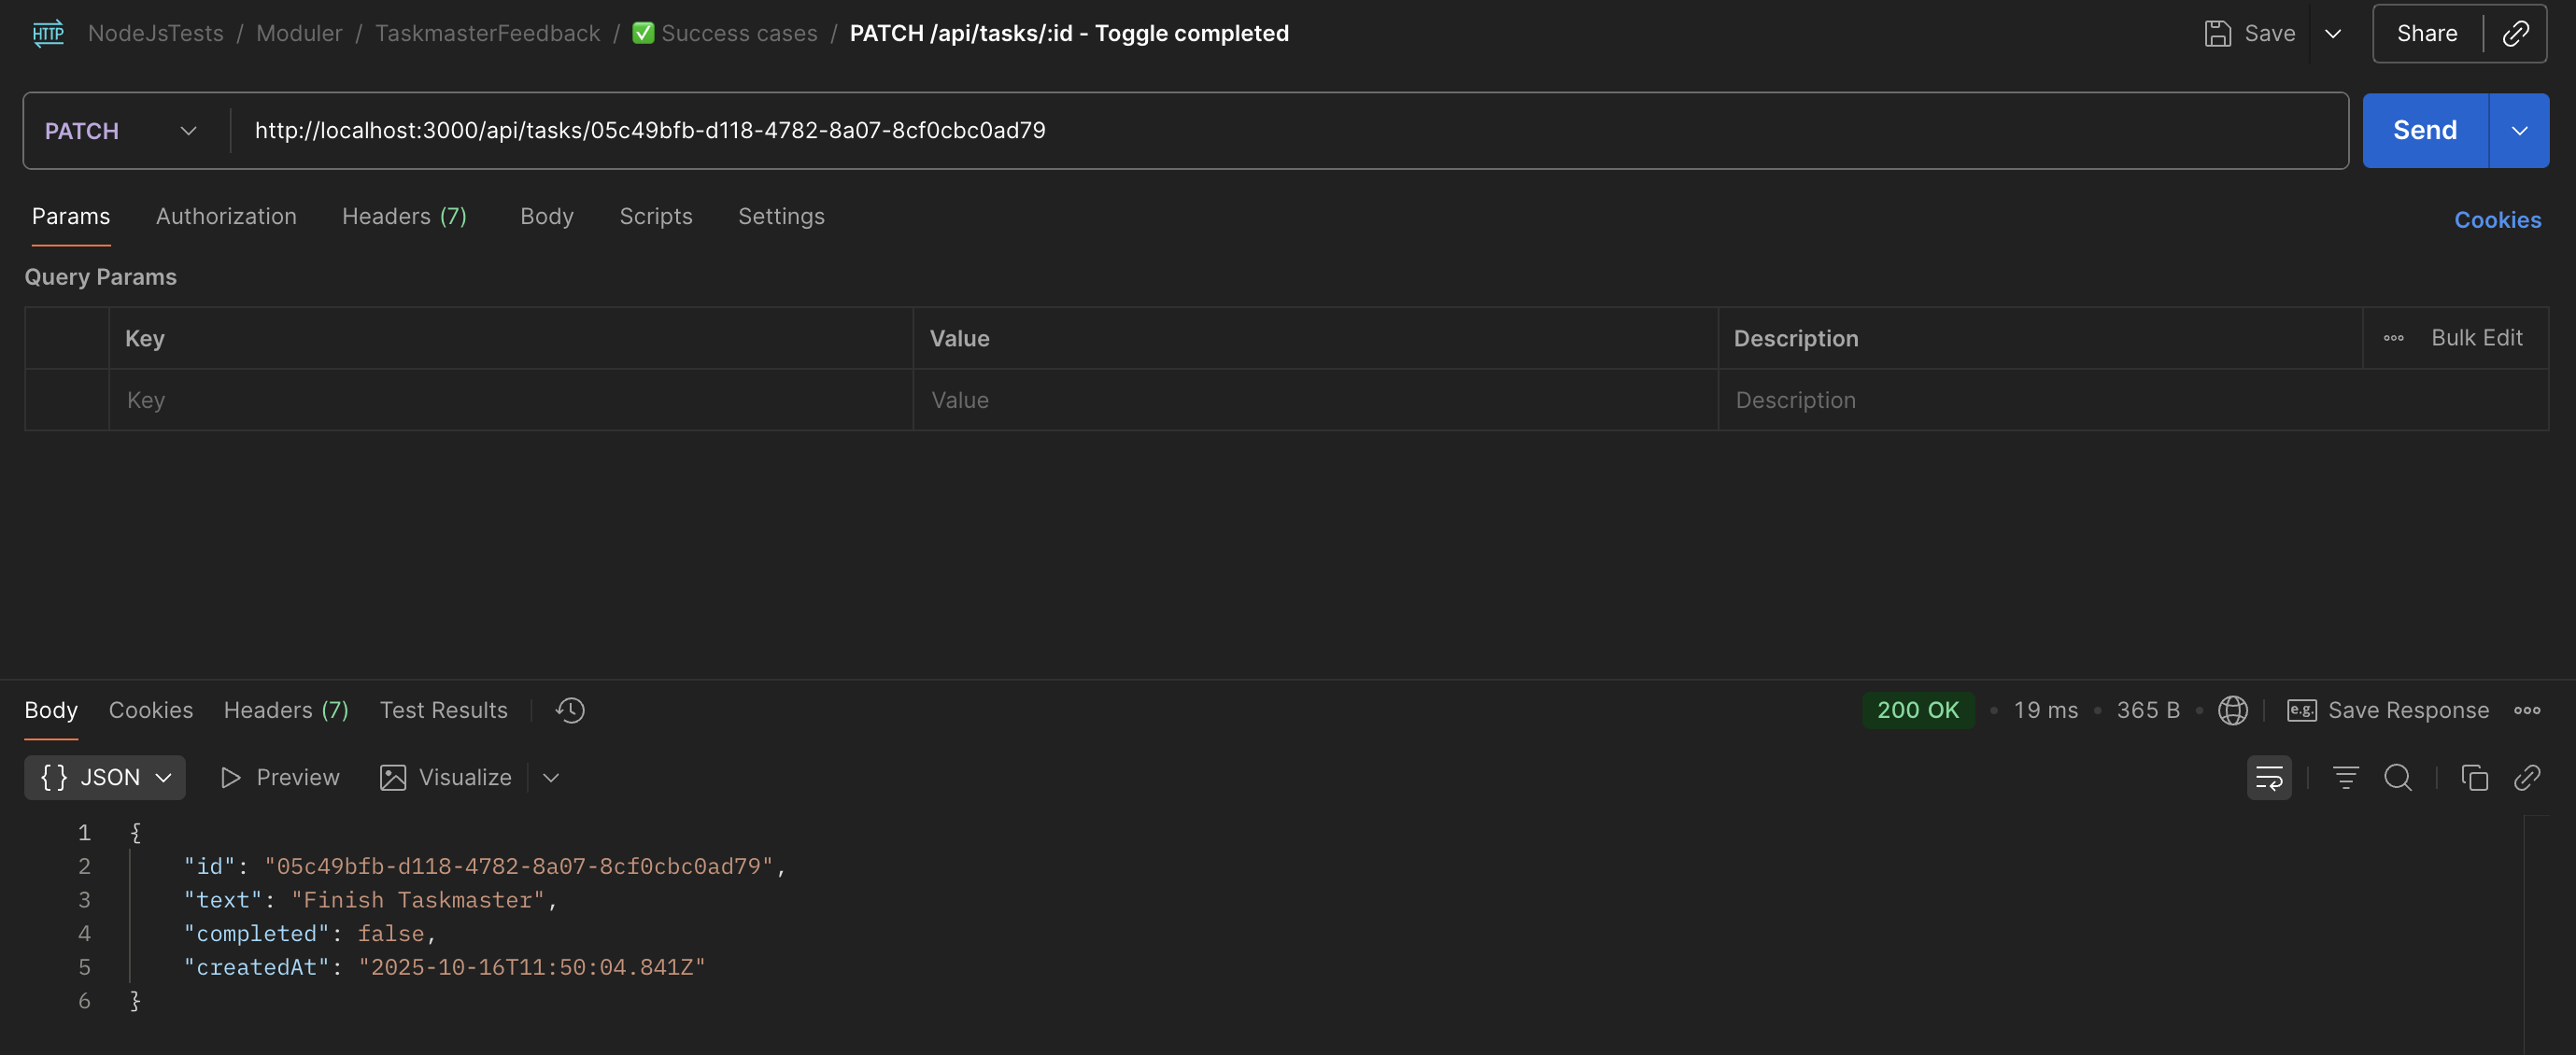 HTTP NodeJsTests / Moduler / TaskmasterFeedback / ✅ Success cases / PATCH /api/tasks/:id - Toggle completed Save Share
PATCH http://localhost:3000/api/tasks/05c49bfb-d118-4782-8a07-8cf0cbc0ad79 Send
Params Authorization Headers (7) Body Scripts Settings Cookies
Query Params
Key Value Description Bulk Edit
Key Value Description
Body Cookies Headers (7) Test Results 200 OK • 19 ms • 365 B • e.g. Save Response
{ } JSON Preview Visualize
1 {
2 "id": "05c49bfb-d118-4782-8a07-8cf0cbc0ad79",
3 "text": "Finish Taskmaster",
4 "completed": false,
5 "createdAt": "2025-10-16T11:50:04.841Z"
6 }